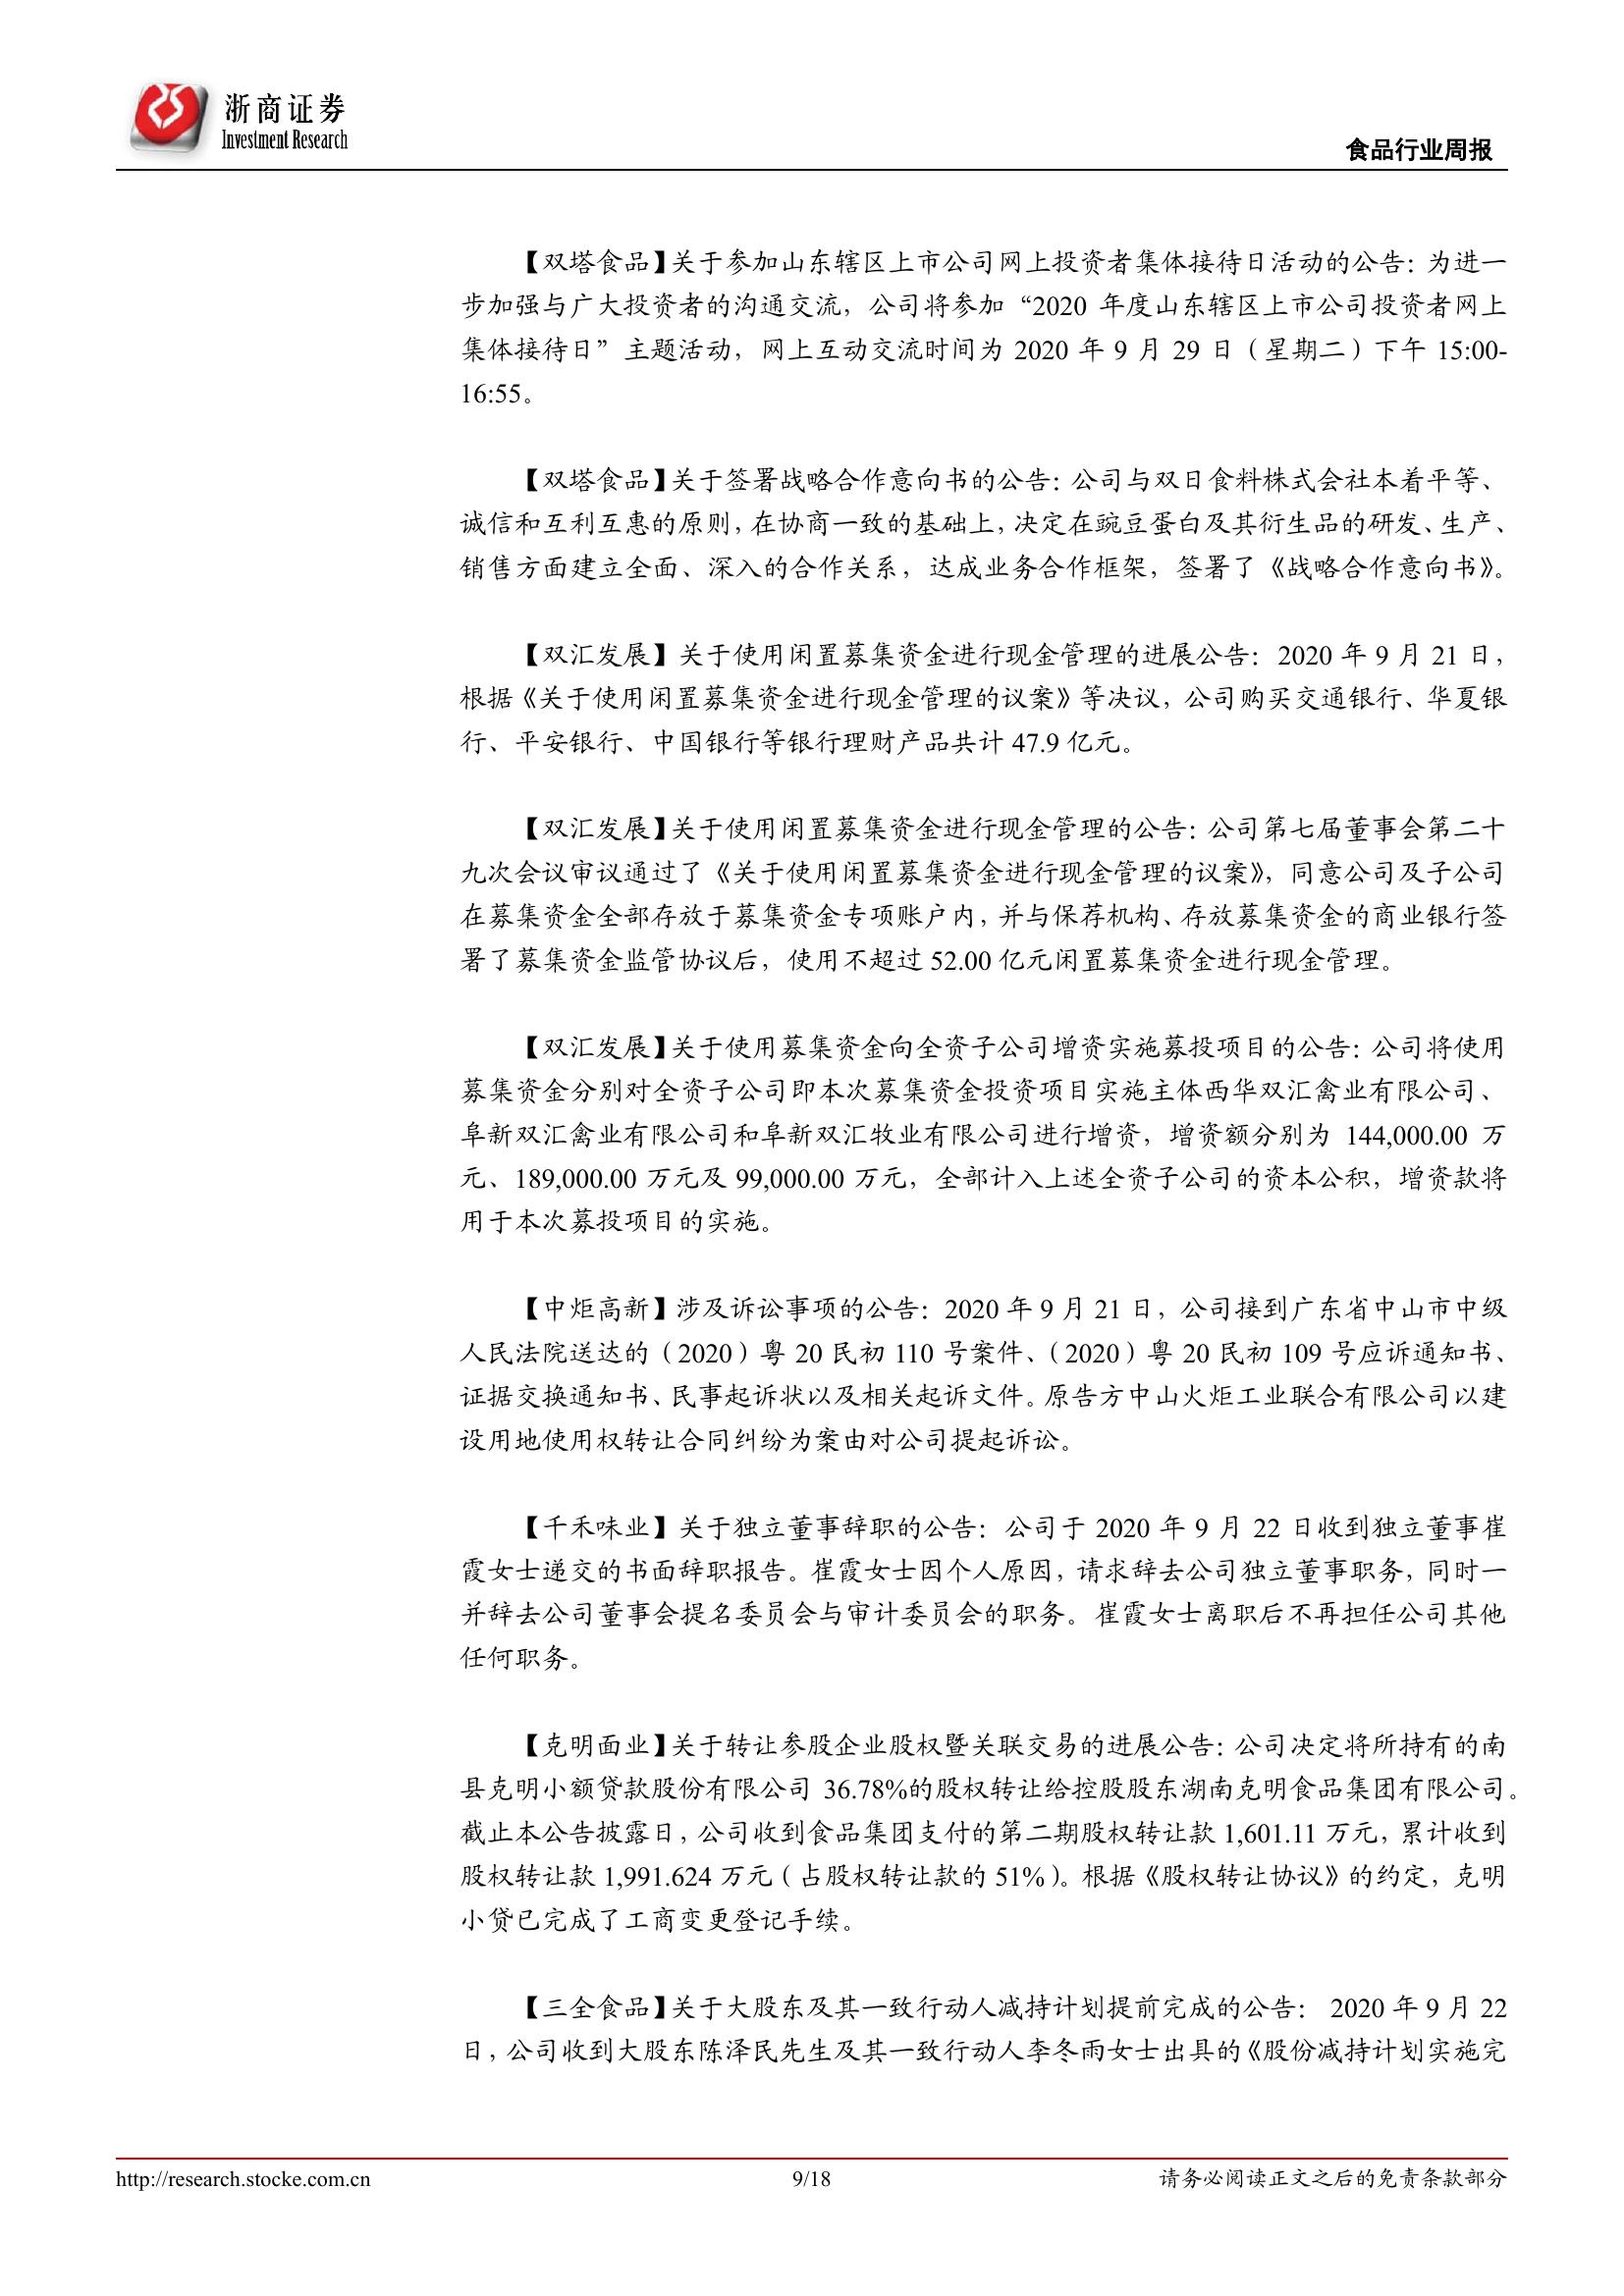 浙商证券
Investment Research
食品行业周报
【双塔食品】关于参加山东辖区上市公司网上投资者集体接待日活动的公告：为进一
步加强与广大投资者的沟通交流，公司将参加“2020 年度山东辖区上市公司投资者网上
集体接待日”主题活动，网上互动交流时间为 2020 年 9 月 29 日（星期二）下午 15:00-
16:55。
【双塔食品】关于签署战略合作意向书的公告：公司与双日食料株式会社本着平等、
诚信和互利互惠的原则，在协商一致的基础上，决定在豌豆蛋白及其衍生品的研发、生产、
销售方面建立全面、深入的合作关系，达成业务合作框架，签署了《战略合作意向书》。
【双汇发展】关于使用闲置募集资金进行现金管理的进展公告：2020 年 9 月 21 日，
根据《关于使用闲置募集资金进行现金管理的议案》等决议，公司购买交通银行、华夏银
行、平安银行、中国银行等银行理财产品共计 47.9 亿元。
【双汇发展】关于使用闲置募集资金进行现金管理的公告：公司第七届董事会第二十
九次会议审议通过了《关于使用闲置募集资金进行现金管理的议案》，同意公司及子公司
在募集资金全部存放于募集资金专项账户内，并与保荐机构、存放募集资金的商业银行签
署了募集资金监管协议后，使用不超过 52.00 亿元闲置募集资金进行现金管理。
【双汇发展】关于使用募集资金向全资子公司增资实施募投项目的公告：公司将使用
募集资金分别对全资子公司即本次募集资金投资项目实施主体西华双汇禽业有限公司、
阜新双汇禽业有限公司和阜新双汇牧业有限公司进行增资，增资额分别为 144,000.00 万
元、189,000.00 万元及 99,000.00 万元，全部计入上述全资子公司的资本公积，增资款将
用于本次募投项目的实施。
【中炬高新】涉及诉讼事项的公告：2020 年 9 月 21 日，公司接到广东省中山市中级
人民法院送达的（2020）粤 20 民初 110 号案件、（2020）粤 20 民初 109 号应诉通知书、
证据交换通知书、民事起诉状以及相关起诉文件。原告方中山火炬工业联合有限公司以建
设用地使用权转让合同纠纷为案由对公司提起诉讼。
【千禾味业】关于独立董事辞职的公告：公司于 2020 年 9 月 22 日收到独立董事崔
霞女士递交的书面辞职报告。崔霞女士因个人原因，请求辞去公司独立董事职务，同时一
并辞去公司董事会提名委员会与审计委员会的职务。崔霞女士离职后不再担任公司其他
任何职务。
【克明面业】关于转让参股企业股权暨关联交易的进展公告：公司决定将所持有的南
县克明小额贷款股份有限公司 36.78%的股权转让给控股股东湖南克明食品集团有限公司。
截止本公告披露日，公司收到食品集团支付的第二期股权转让款 1,601.11 万元，累计收到
股权转让款 1,991.624 万元（占股权转让款的 51%）。根据《股权转让协议》的约定，克明
小贷已完成了工商变更登记手续。
【三全食品】关于大股东及其一致行动人减持计划提前完成的公告： 2020 年 9 月 22
日，公司收到大股东陈泽民先生及其一致行动人李冬雨女士出具的《股份减持计划实施完
http://research.stocke.com.cn
9/18
请务必阅读正文之后的免责条款部分